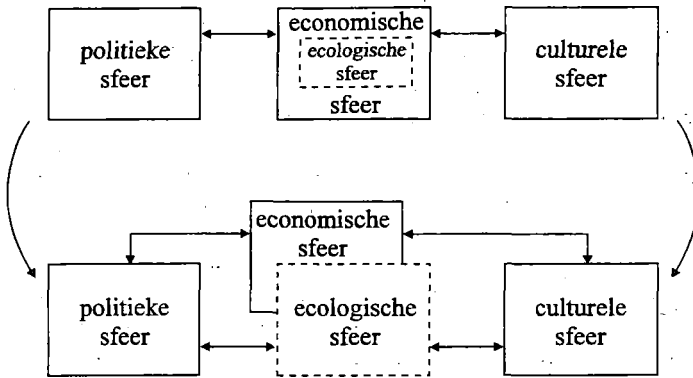 politieke
sfeer
economische
ecologische
sfeer
sfeer
culturele
sfeer
economische
sfeer
politieke
sfeer
ecologische
sfeer
culturele
sfeer